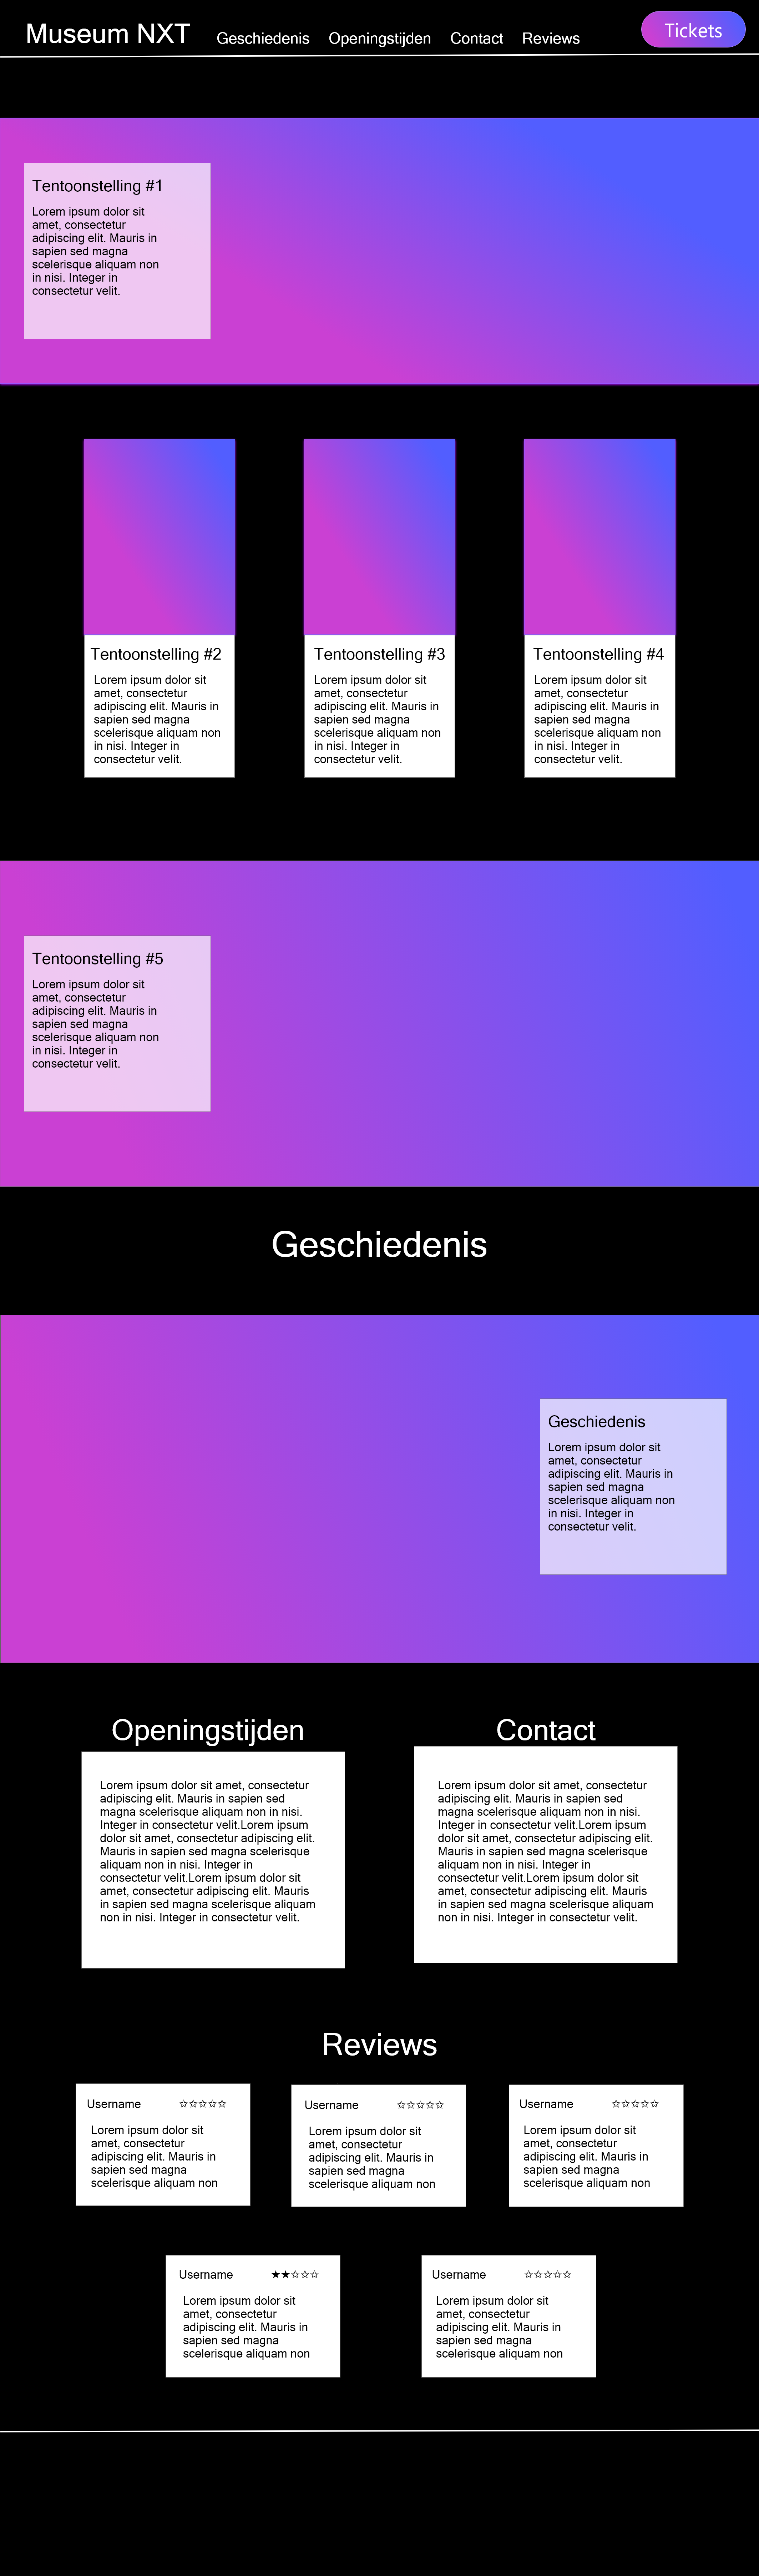 Museum NXT Geschiedenis Openingstijden Contact Reviews Tickets
Tentoonstelling #1
Lorem ipsum dolor sit
amet, consectetur
adipiscing elit. Mauris in
sapien sed magna
scelerisque aliquam non
in nisi. Integer in
consectetur velit.
Tentoonstelling #2
Lorem ipsum dolor sit
amet, consectetur
adipiscing elit. Mauris in
sapien sed magna
scelerisque aliquam non
in nisi. Integer in
consectetur velit.
Tentoonstelling #3
Lorem ipsum dolor sit
amet, consectetur
adipiscing elit. Mauris in
sapien sed magna
scelerisque aliquam non
in nisi. Integer in
consectetur velit.
Tentoonstelling #4
Lorem ipsum dolor sit
amet, consectetur
adipiscing elit. Mauris in
sapien sed magna
scelerisque aliquam non
in nisi. Integer in
consectetur velit.
Tentoonstelling #5
Lorem ipsum dolor sit
amet, consectetur
adipiscing elit. Mauris in
sapien sed magna
scelerisque aliquam non
in nisi. Integer in
consectetur velit.
Geschiedenis
Geschiedenis
Lorem ipsum dolor sit
amet, consectetur
adipiscing elit. Mauris in
sapien sed magna
scelerisque aliquam non
in nisi. Integer in
consectetur velit.
Openingstijden
Lorem ipsum dolor sit amet, consectetur
adipiscing elit. Mauris in sapien sed
magna scelerisque aliquam non in nisi.
Integer in consectetur velit.Lorem ipsum
dolor sit amet, consectetur adipiscing elit.
Mauris in sapien sed magna scelerisque
aliquam non in nisi. Integer in
consectetur velit.Lorem ipsum dolor sit
amet, consectetur adipiscing elit. Mauris
in sapien sed magna scelerisque aliquam
non in nisi. Integer in consectetur velit.
Contact
Lorem ipsum dolor sit amet, consectetur
adipiscing elit. Mauris in sapien sed
magna scelerisque aliquam non in nisi.
Integer in consectetur velit.Lorem ipsum
dolor sit amet, consectetur adipiscing elit.
Mauris in sapien sed magna scelerisque
aliquam non in nisi. Integer in
consectetur velit.Lorem ipsum dolor sit
amet, consectetur adipiscing elit. Mauris
in sapien sed magna scelerisque aliquam
non in nisi. Integer in consectetur velit.
Reviews
Username ☆☆☆☆☆
Lorem ipsum dolor sit
amet, consectetur
adipiscing elit. Mauris in
sapien sed magna
scelerisque aliquam non
Username ☆☆☆☆☆
Lorem ipsum dolor sit
amet, consectetur
adipiscing elit. Mauris in
sapien sed magna
scelerisque aliquam non
Username ☆☆☆☆☆
Lorem ipsum dolor sit
amet, consectetur
adipiscing elit. Mauris in
sapien sed magna
scelerisque aliquam non
Username ★★☆☆☆
Lorem ipsum dolor sit
amet, consectetur
adipiscing elit. Mauris in
sapien sed magna
scelerisque aliquam non
Username ☆☆☆☆☆
Lorem ipsum dolor sit
amet, consectetur
adipiscing elit. Mauris in
sapien sed magna
scelerisque aliquam non